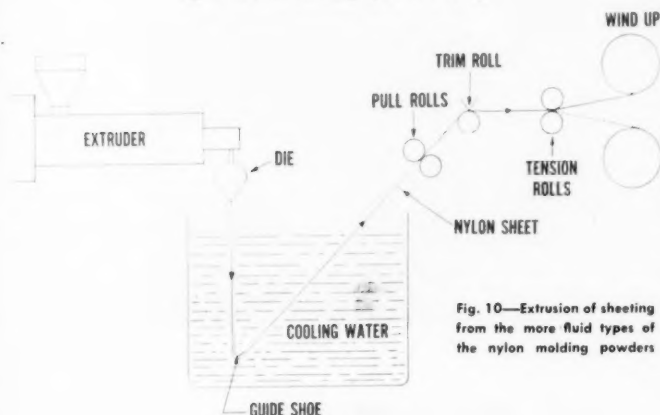 WIND UP
TRIM ROLL
PULL ROLLS
EXTRUDER
DIE
TENSION
ROLLS
NYLON SHEET
Fig. 10—Extrusion of sheeting
from the more fluid types of
the nylon molding powders
COOLING WATER
GUIDE SHOE